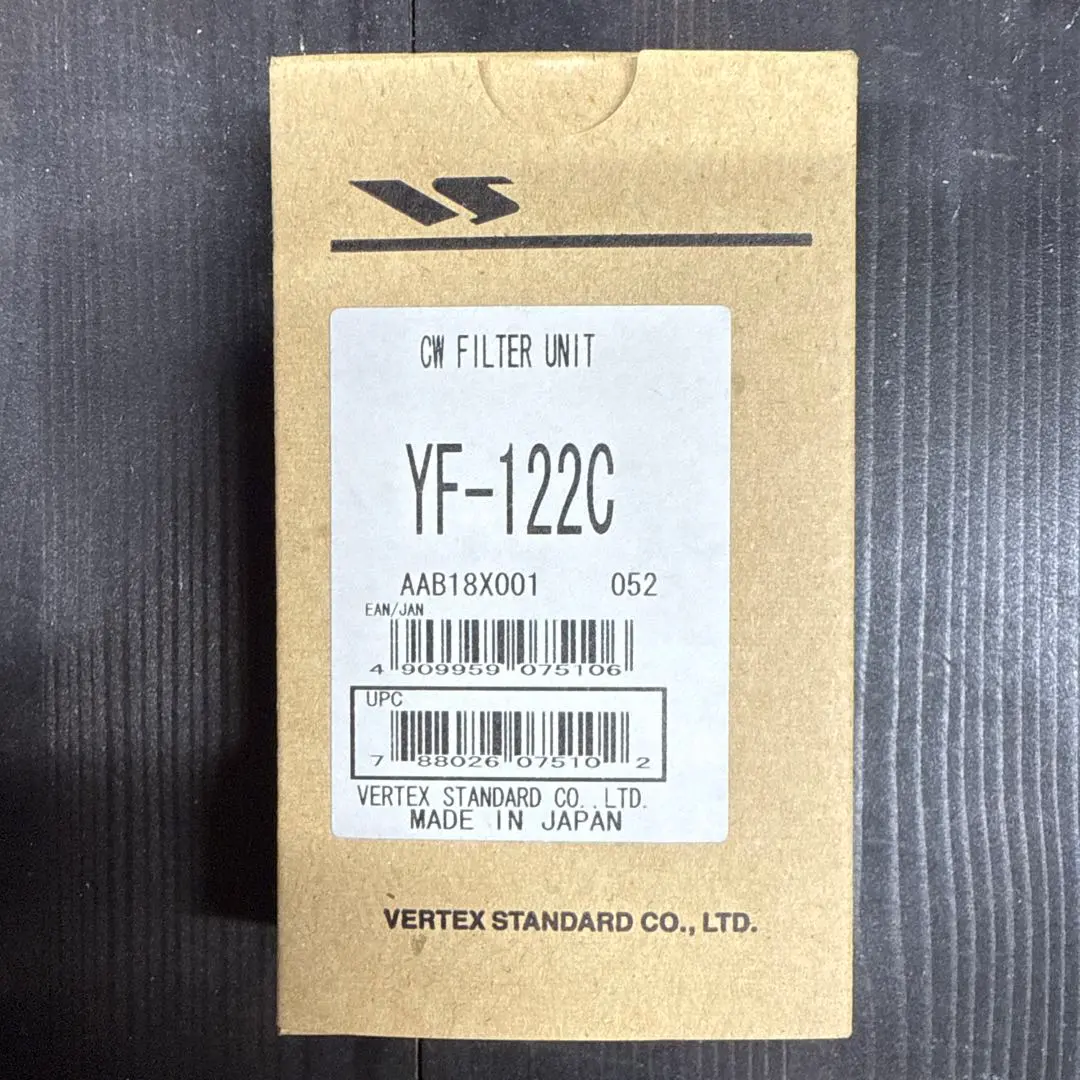 VS
CW FILTER UNIT
YF-122C
AAB18X001 052
EAN/JAN
4 909959 075106
UPC
7 88026 07510 2
VERTEX STANDARD CO.,LTD.
MADE IN JAPAN
VERTEX STANDARD CO., LTD.